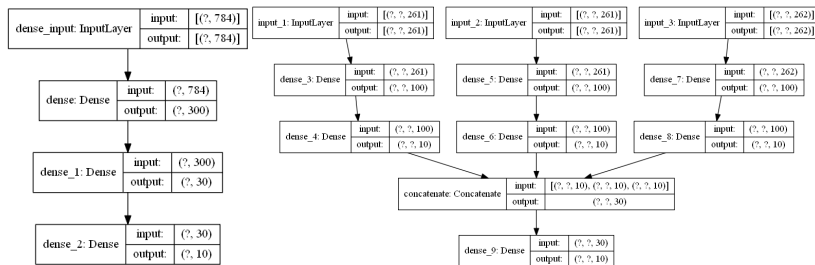 dense_input: InputLayer input: [(?, 784)]
output: [(?, 784)]
dense: Dense input: (?, 784)
output: (?, 300)
dense_1: Dense input: (?, 300)
output: (?, 30)
dense_2: Dense input: (?, 30)
output: (?, 10)
input_1: InputLayer input: [(?, ?, 261)]
output: [(?, ?, 261)]
input_2: InputLayer input: [(?, ?, 261)]
output: [(?, ?, 261)]
input_3: InputLayer input: [(?, ?, 262)]
output: [(?, ?, 262)]
dense_3: Dense input: (?, ?, 261)
output: (?, ?, 100)
dense_5: Dense input: (?, ?, 261)
output: (?, ?, 100)
dense_7: Dense input: (?, ?, 262)
output: (?, ?, 100)
dense_4: Dense input: (?, ?, 100)
output: (?, ?, 10)
dense_6: Dense input: (?, ?, 100)
output: (?, ?, 10)
dense_8: Dense input: (?, ?, 100)
output: (?, ?, 10)
concatenate: Concatenate input: [(?, ?, 10), (?, ?, 10), (?, ?, 10)]
output: (?, ?, 30)
dense_9: Dense input: (?, ?, 30)
output: (?, ?, 10)